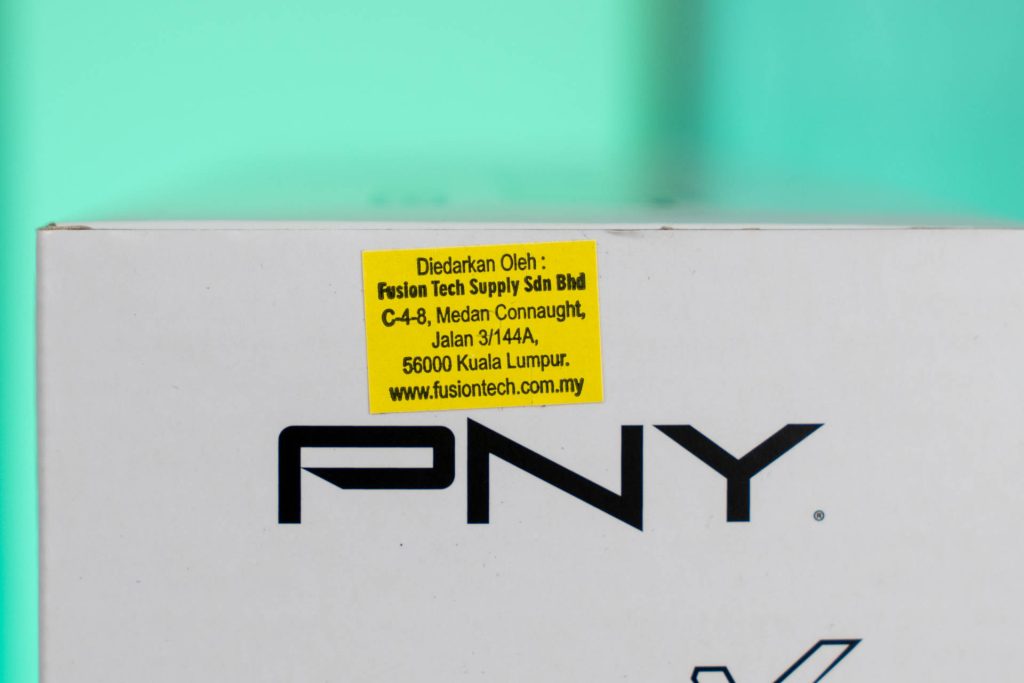 Diedarkan Oleh :
Fusion Tech Supply Sdn Bhd
C-4-8, Medan Connaught,
Jalan 3/144A,
56000 Kuala Lumpur.
www.fusiontech.com.my
PNY®